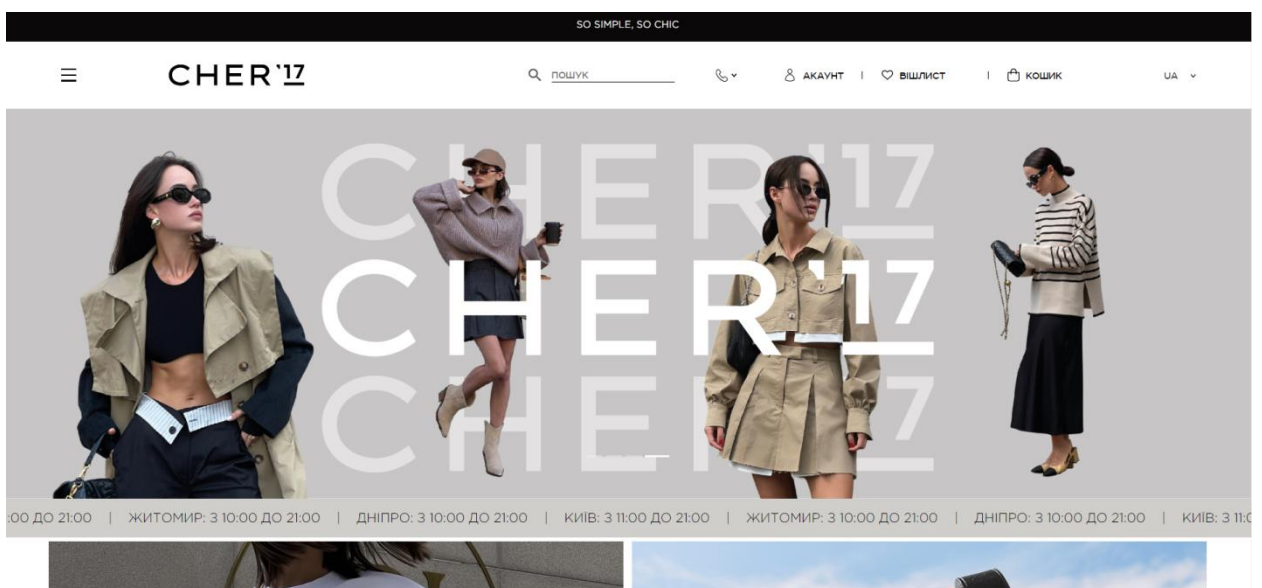 SO SIMPLE, SO CHIC
CHER'17
пошук
АКАУНТ | ВІШЛИСТ | КОШИК
UA
CHER'17
CHER'17
CHER'17
:00 ДО 21:00 | ЖИТОМИР: З 10:00 ДО 21:00 | ДНІПРО: З 10:00 ДО 21:00 | КИЇВ: З 11:00 ДО 21:00 | ЖИТОМИР: З 10:00 ДО 21:00 | ДНІПРО: З 10:00 ДО 21:00 | КИЇВ: З 11: